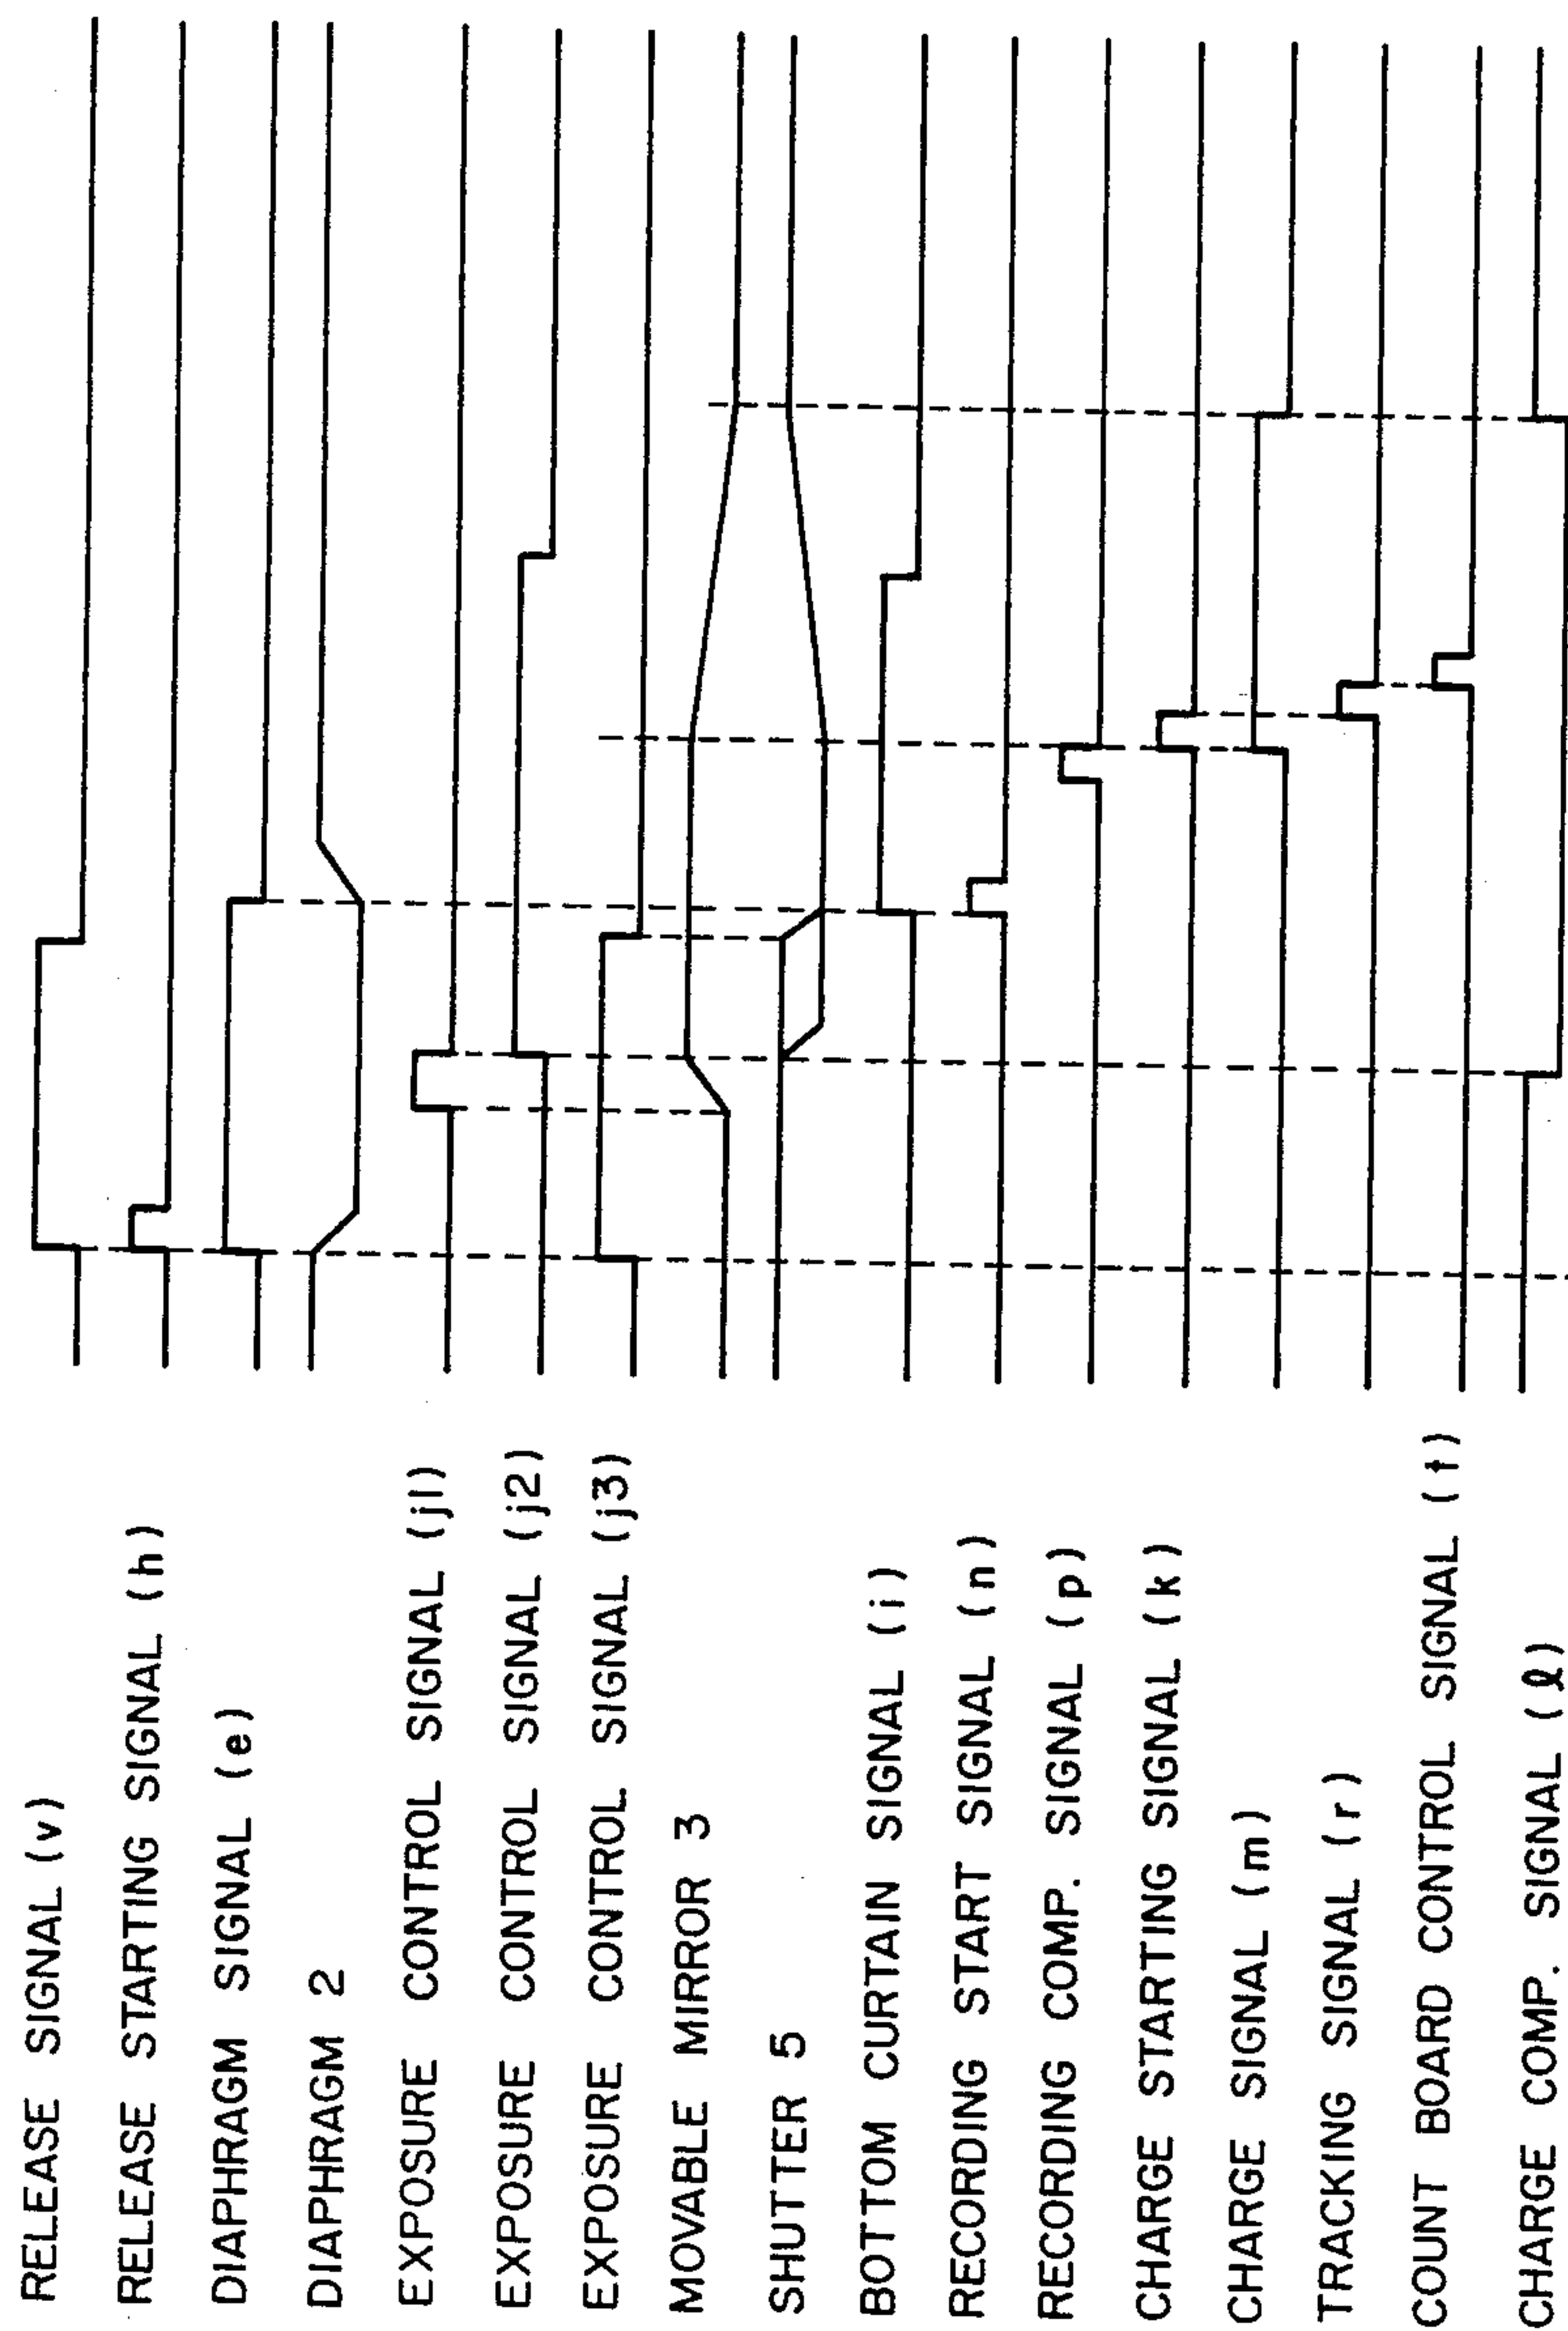 RELEASE SIGNAL (v)
RELEASE STARTING SIGNAL (h)
DIAPHRAGM SIGNAL (e)
DIAPHRAGM 2
EXPOSURE CONTROL SIGNAL (j1)
EXPOSURE CONTROL SIGNAL (j2)
EXPOSURE CONTROL SIGNAL (j3)
MOVABLE MIRROR 3
SHUTTER 5
BOTTOM CURTAIN SIGNAL (i)
RECORDING START SIGNAL (n)
RECORDING COMP. SIGNAL (p)
CHARGE STARTING SIGNAL (k)
CHARGE SIGNAL (m)
TRACKING SIGNAL (r)
COUNT BOARD CONTROL SIGNAL (t)
CHARGE COMP. SIGNAL (ℓ)